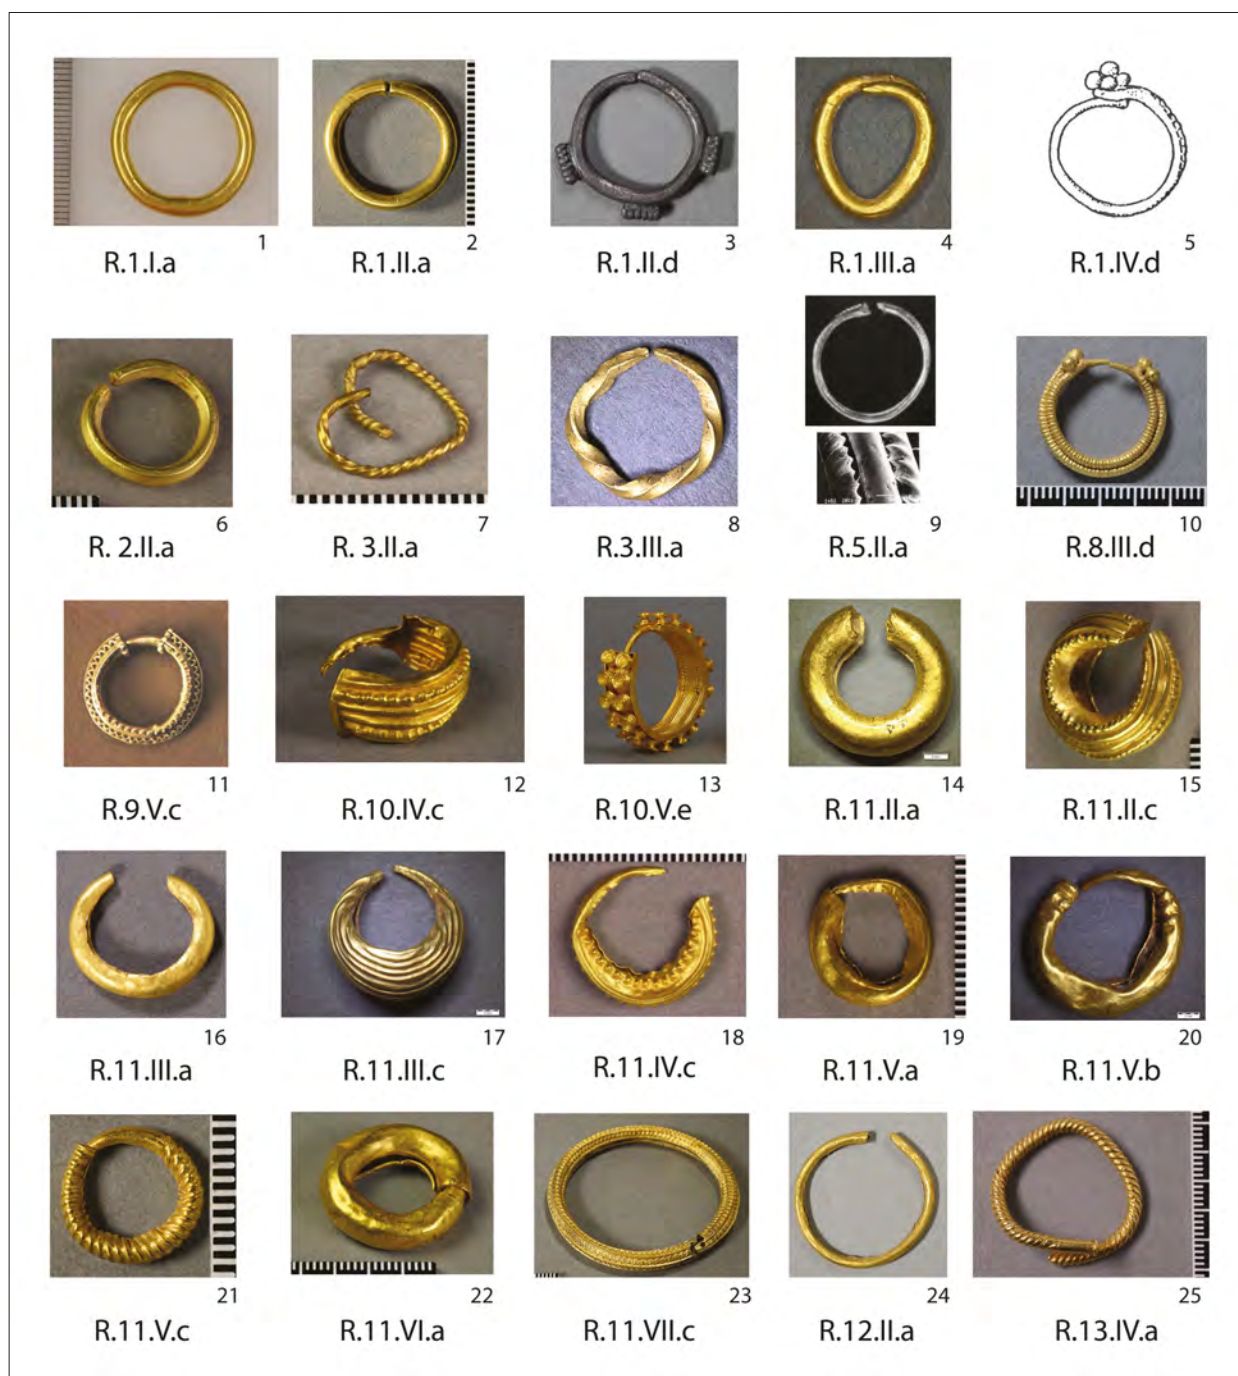 1 2 3 4 5
R.1.I.a R.1.II.a R.1.II.d R.1.III.a R.1.IV.d
6 7 8 9 10
R. 2.II.a R. 3.II.a R.3.III.a R.5.II.a R.8.III.d
11 12 13 14 15
R.9.V.c R.10.IV.c R.10.V.e R.11.II.a R.11.II.c
16 17 18 19 20
R.11.III.a R.11.III.c R.11.IV.c R.11.V.a R.11.V.b
21 22 23 24 25
R.11.V.c R.11.VI.a R.11.VII.c R.12.II.a R.13.IV.a